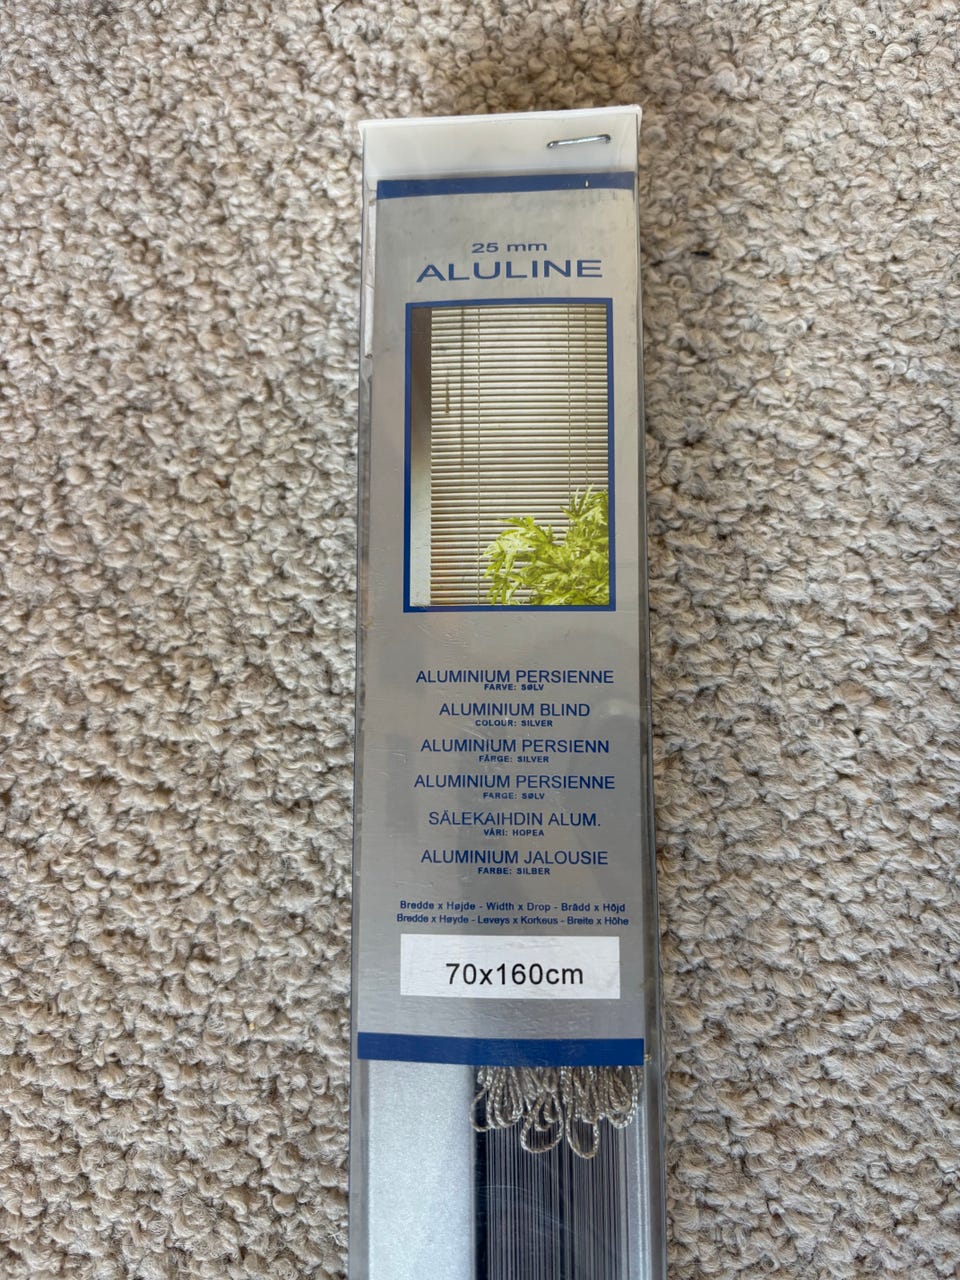 25 mm
ALULINE
ALUMINIUM PERSIENNE
FARVE: SØLV
ALUMINIUM BLIND
COLOUR: SILVER
ALUMINIUM PERSIENN
FÄRGE: SILVER
ALUMINIUM PERSIENNE
FARGE: SØLV
SÄLEKAIHDIN ALUM.
VÄRI: HOPEA
ALUMINIUM JALOUSIE
FARBE: SILBER
Bredde x Højde - Width x Drop - Brädd x Höjd
Bredde x Høyde - Leveys x Korkeus - Breite x Höhe
70x160cm